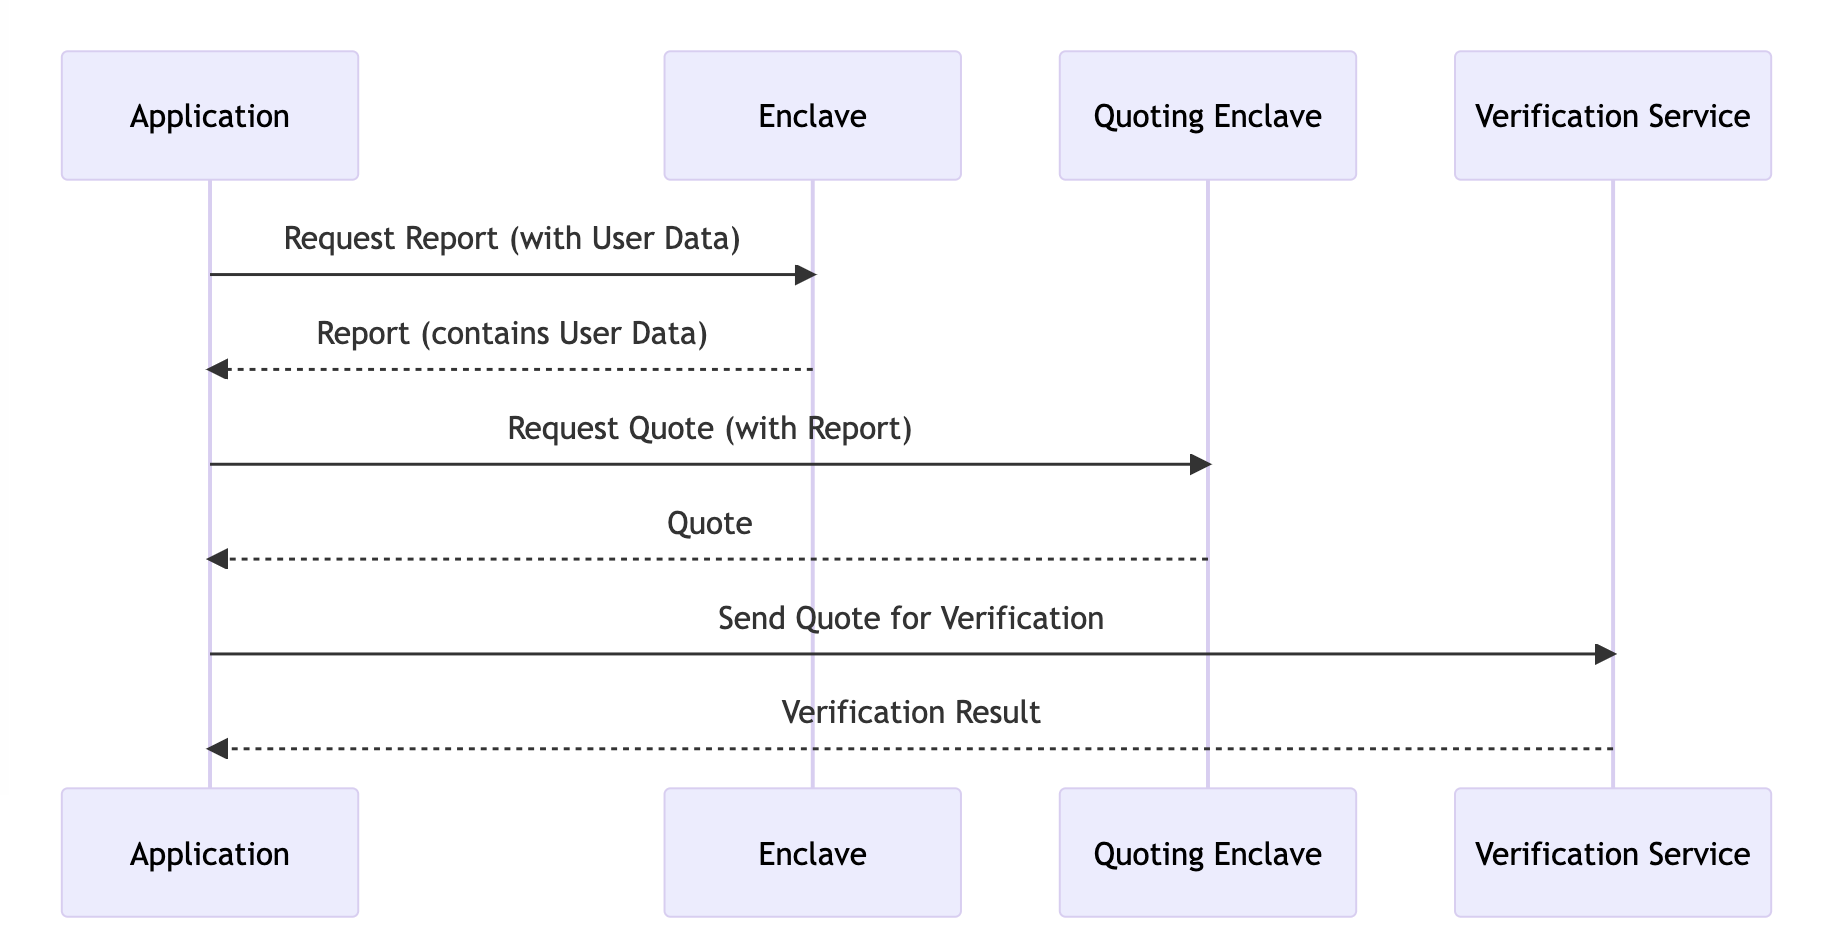 Application
Enclave
Quoting Enclave
Verification Service
Request Report (with User Data)
Report (contains User Data)
Request Quote (with Report)
Quote
Send Quote for Verification
Verification Result
Application
Enclave
Quoting Enclave
Verification Service